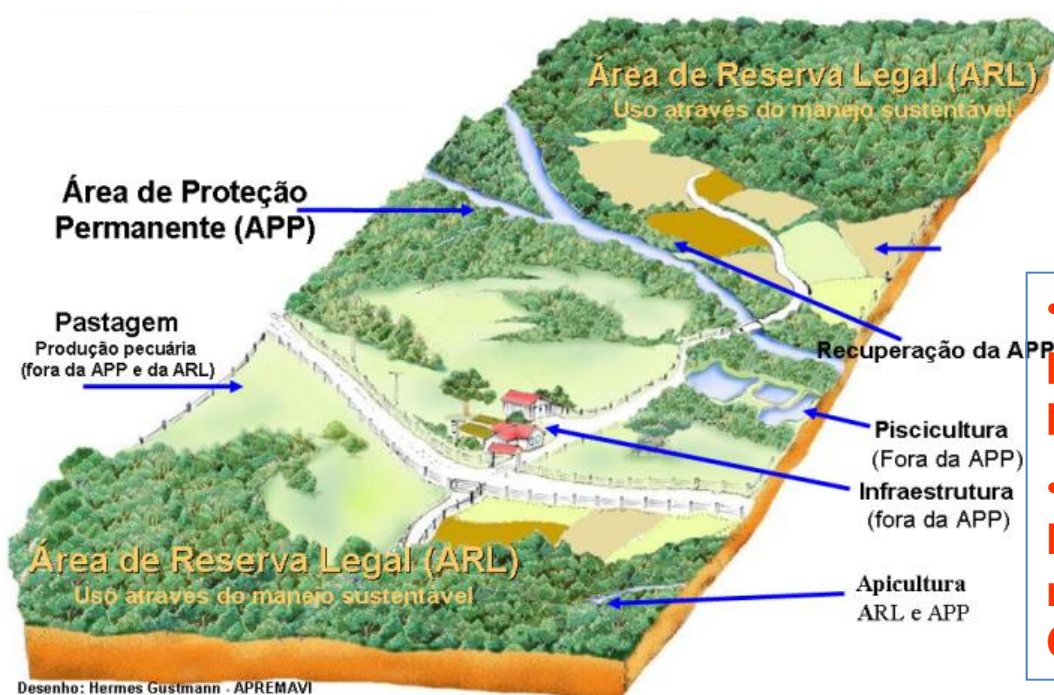 Área de Reserva Legal (ARL)
Uso através do manejo sustentável
Área de Proteção
Permanente (APP)
Pastagem
Produção pecuária
(fora da APP e da ARL)
Recuperação da APP
Piscicultura
(Fora da APP)
Infraestrutura
(fora da APP)
Área de Reserva Legal (ARL)
Uso através do manejo sustentável
Apicultura
ARL e APP
Desenho: Hermes Gustmann - APREMAVI